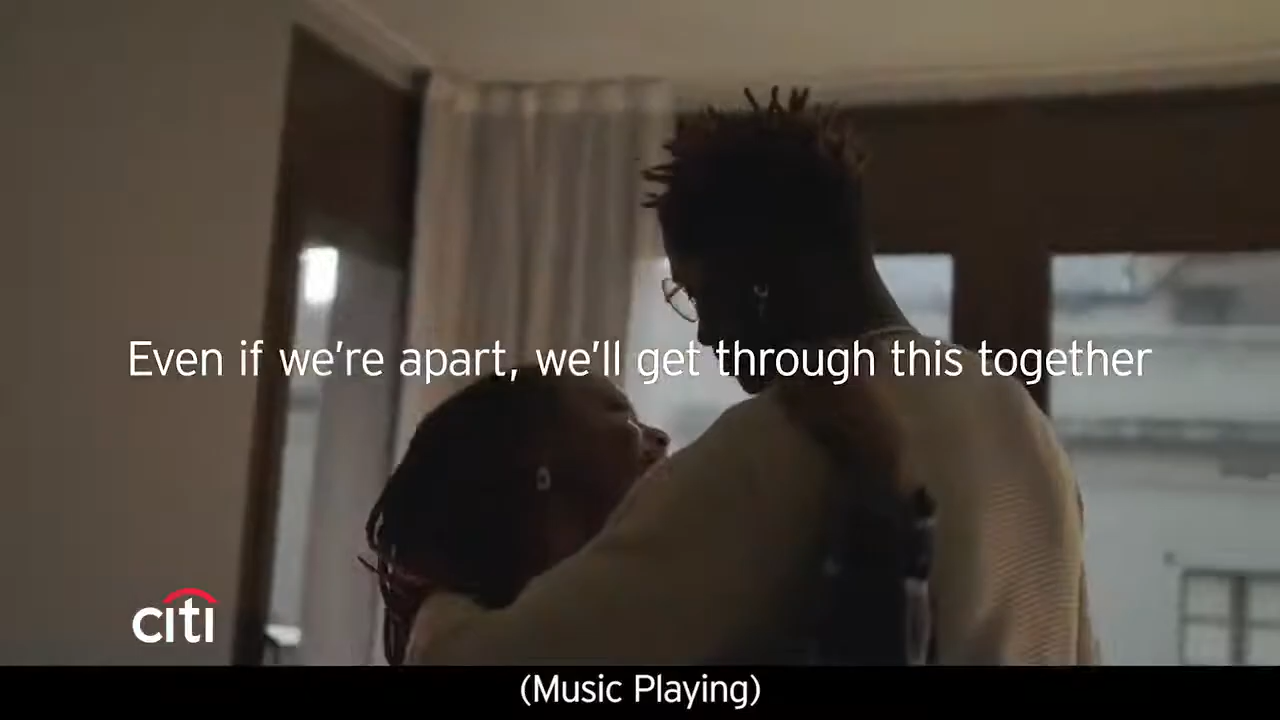 Even if we're apart, we'll get through this together
citi
(Music Playing)